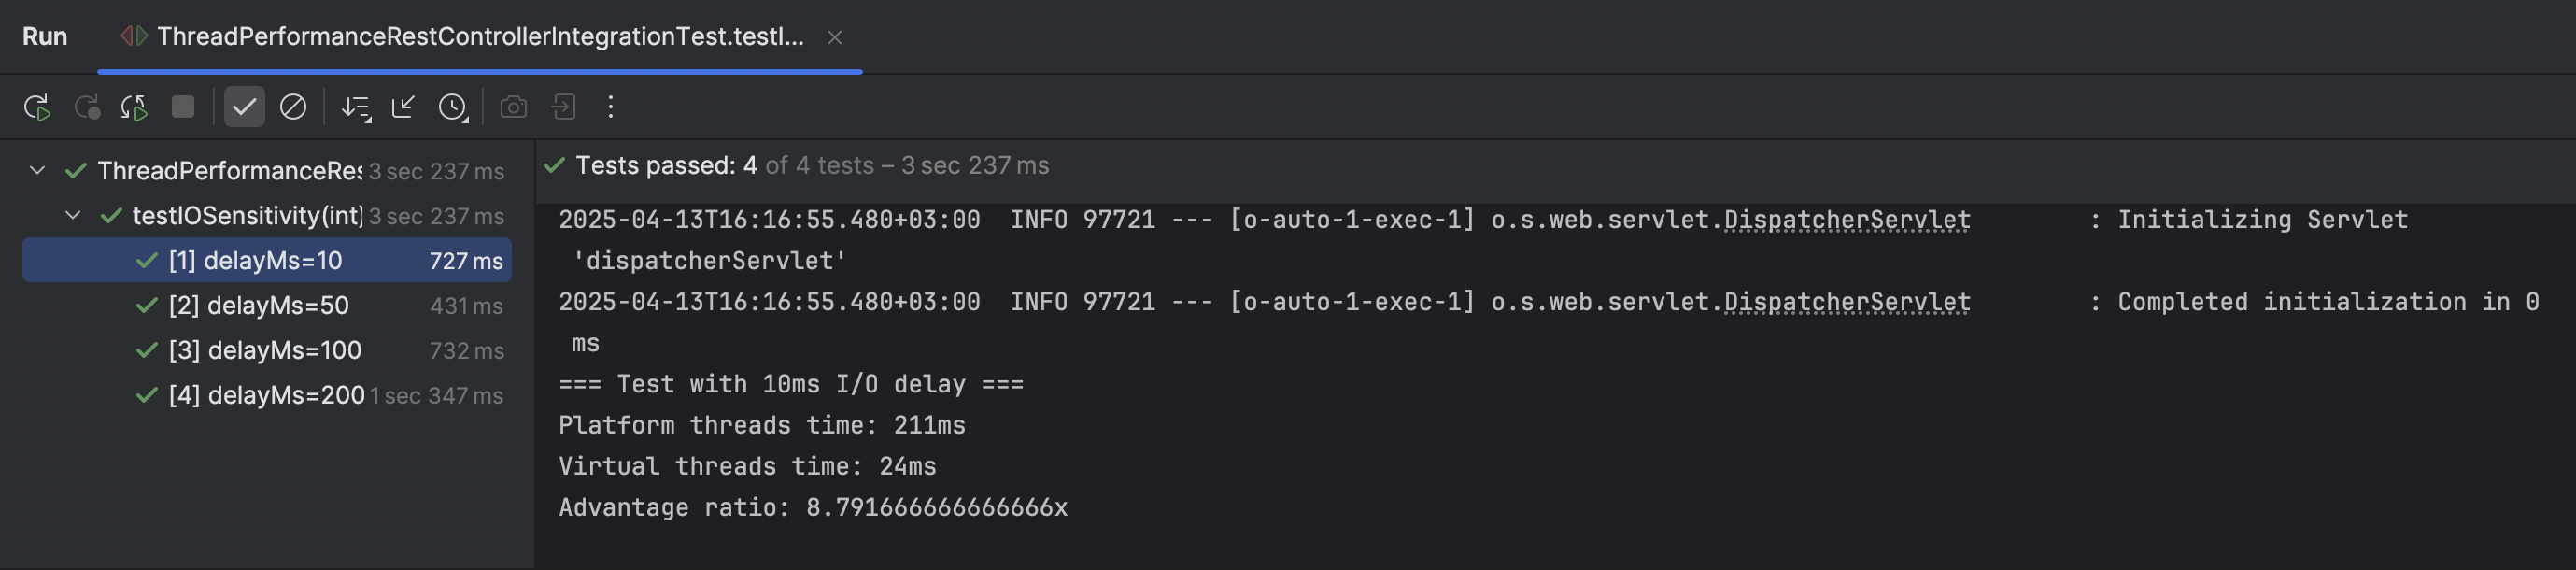 Run
ThreadPerformanceRestControllerIntegrationTest.testI...
ThreadPerformanceRes 3 sec 237 ms
testIOSensitivity(int) 3 sec 237 ms
[1] delayMs=10 727 ms
[2] delayMs=50 431 ms
[3] delayMs=100 732 ms
[4] delayMs=200 1 sec 347 ms
Tests passed: 4 of 4 tests – 3 sec 237 ms
2025-04-13T16:16:55.480+03:00  INFO 97721 --- [o-auto-1-exec-1] o.s.web.servlet.DispatcherServlet        : Initializing Servlet
'dispatcherServlet'
2025-04-13T16:16:55.480+03:00  INFO 97721 --- [o-auto-1-exec-1] o.s.web.servlet.DispatcherServlet        : Completed initialization in 0
ms
=== Test with 10ms I/O delay ===
Platform threads time: 211ms
Virtual threads time: 24ms
Advantage ratio: 8.791666666666666x